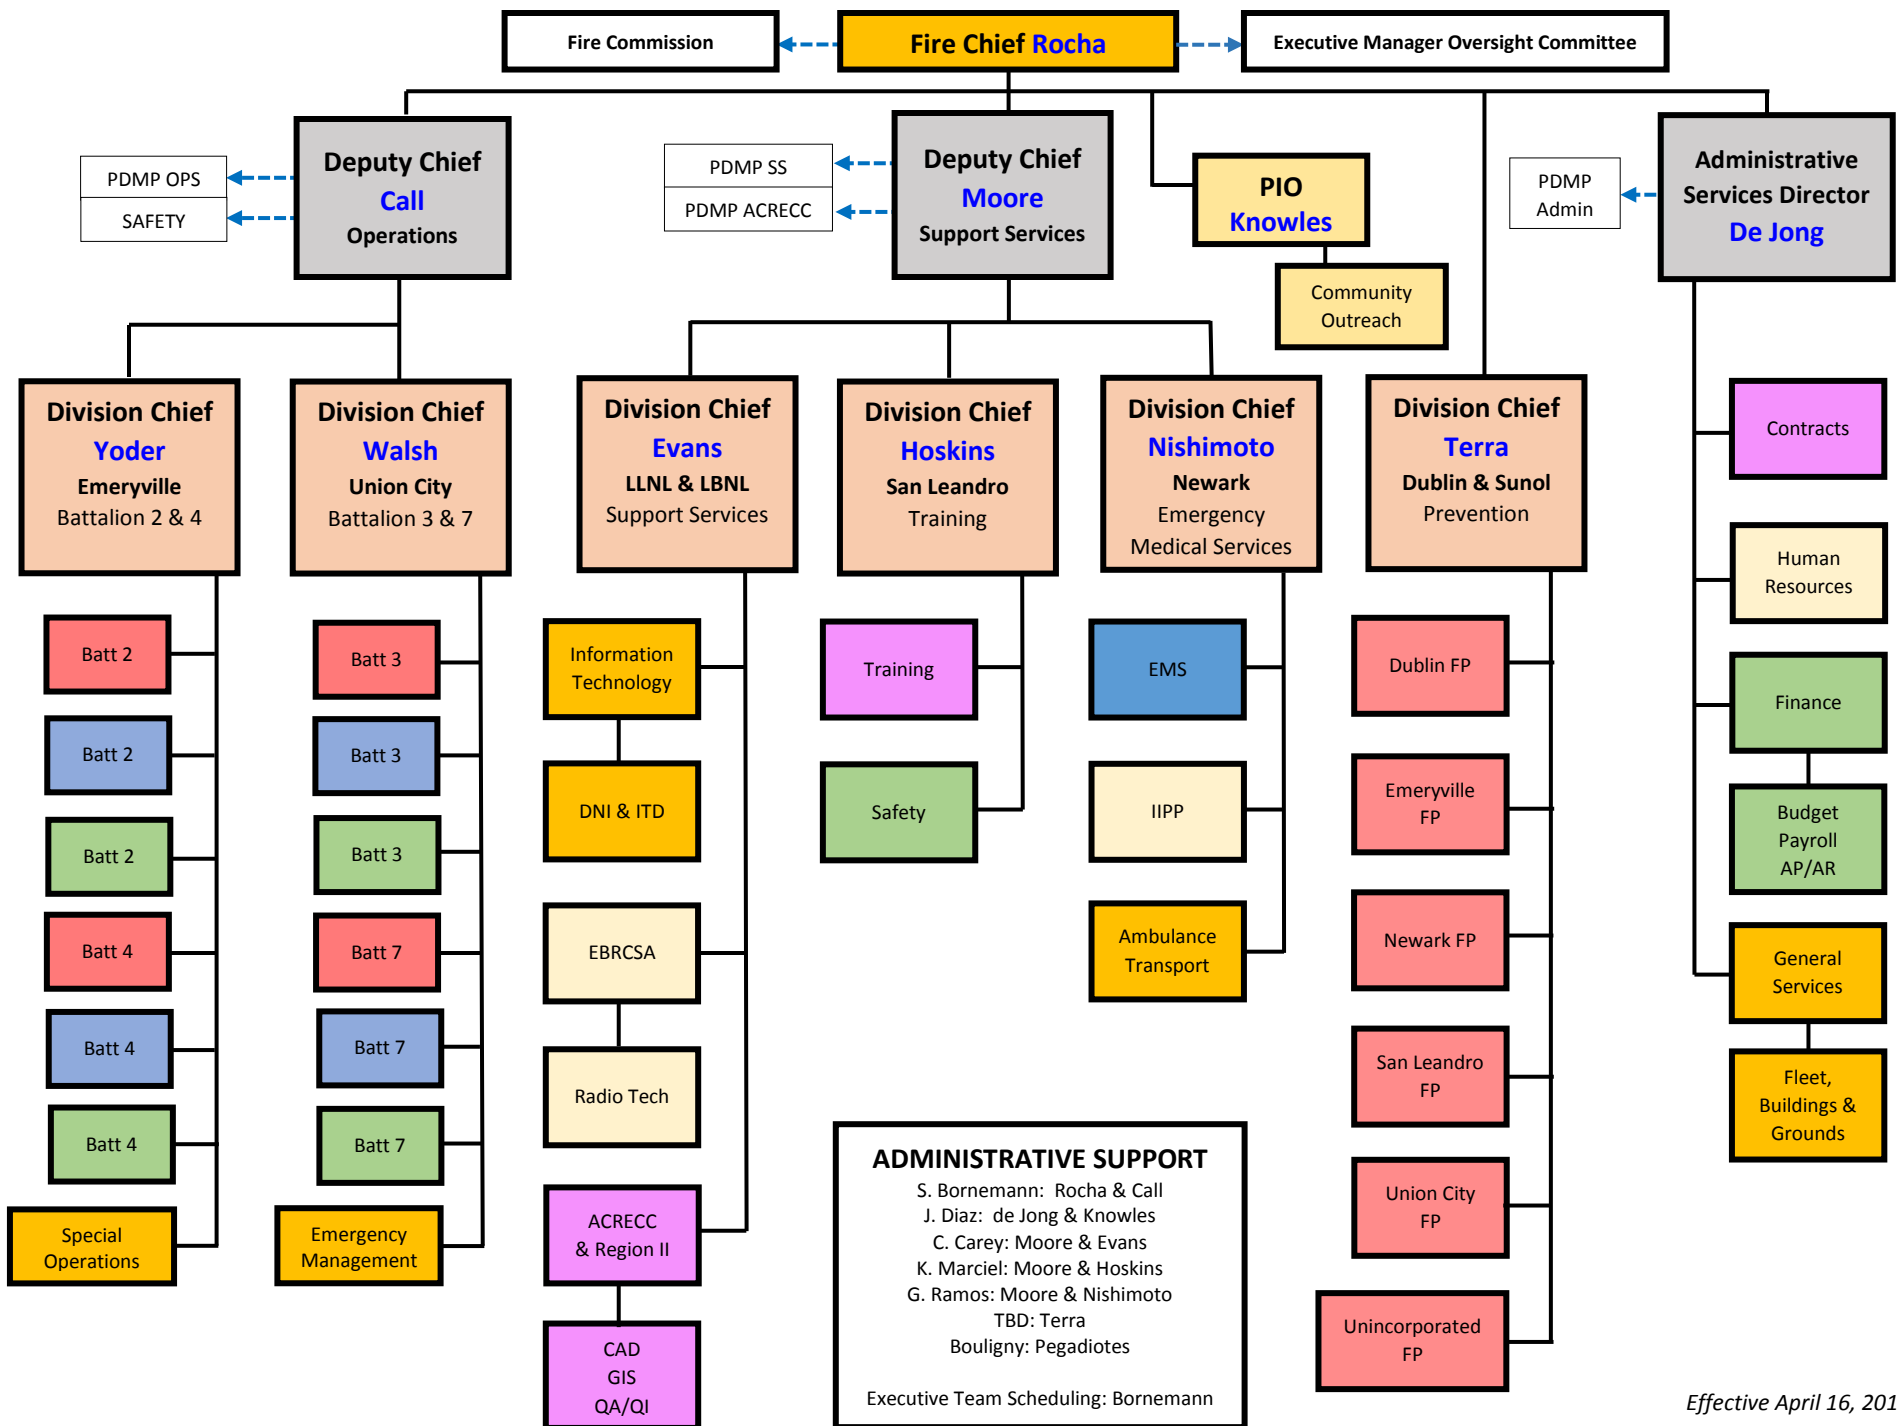 Fire Commission
Fire Chief Rocha
Executive Manager Oversight Committee
PDMP OPS
SAFETY
Deputy Chief
Call
Operations
PDMP SS
PDMP ACRECC
Deputy Chief
Moore
Support Services
PIO
Knowles
Community
Outreach
PDMP
Admin
Administrative
Services Director
De Jong
Division Chief
Yoder
Emeryville
Battalion 2 & 4
Division Chief
Walsh
Union City
Battalion 3 & 7
Division Chief
Evans
LLNL & LBNL
Support Services
Division Chief
Hoskins
San Leandro
Training
Division Chief
Nishimoto
Newark
Emergency
Medical Services
Division Chief
Terra
Dublin & Sunol
Prevention
Batt 2
Batt 2
Batt 2
Batt 4
Batt 4
Batt 4
Special
Operations
Batt 3
Batt 3
Batt 3
Batt 7
Batt 7
Batt 7
Emergency
Management
Information
Technology
DNI & ITD
EBRCSA
Radio Tech
ACRECC
& Region II
CAD
GIS
QA/QI
Training
Safety
EMS
IIPP
Ambulance
Transport
Dublin FP
Emeryville
FP
Newark FP
San Leandro
FP
Union City
FP
Unincorporated
FP
Contracts
Human
Resources
Finance
Budget
Payroll
AP/AR
General
Services
Fleet,
Buildings &
Grounds
ADMINISTRATIVE SUPPORT
S. Bornemann: Rocha & Call
J. Diaz: de Jong & Knowles
C. Carey: Moore & Evans
K. Marciel: Moore & Hoskins
G. Ramos: Moore & Nishimoto
TBD: Terra
Bouligny: Pegadiotes
Executive Team Scheduling: Bornemann
Effective April 16, 201